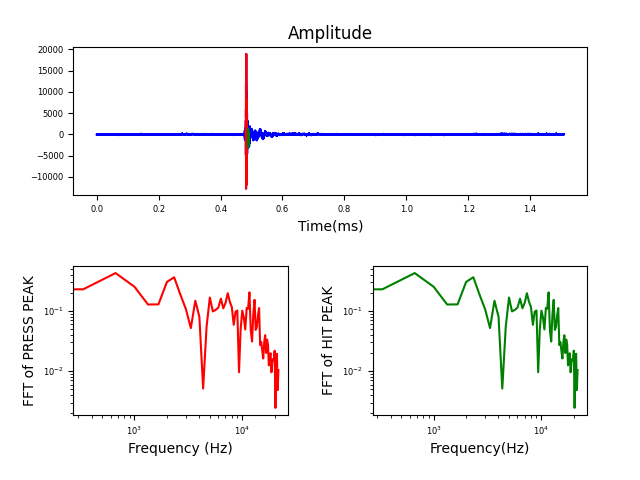 Amplitude
20000
15000
10000
5000
0
−5000
−10000
0.0 0.2 0.4 0.6 0.8 1.0 1.2 1.4
Time(ms)
FFT of PRESS PEAK
10⁻¹
10⁻²
10³ 10⁴
Frequency (Hz)
FFT of HIT PEAK
10⁻¹
10⁻²
10³ 10⁴
Frequency(Hz)